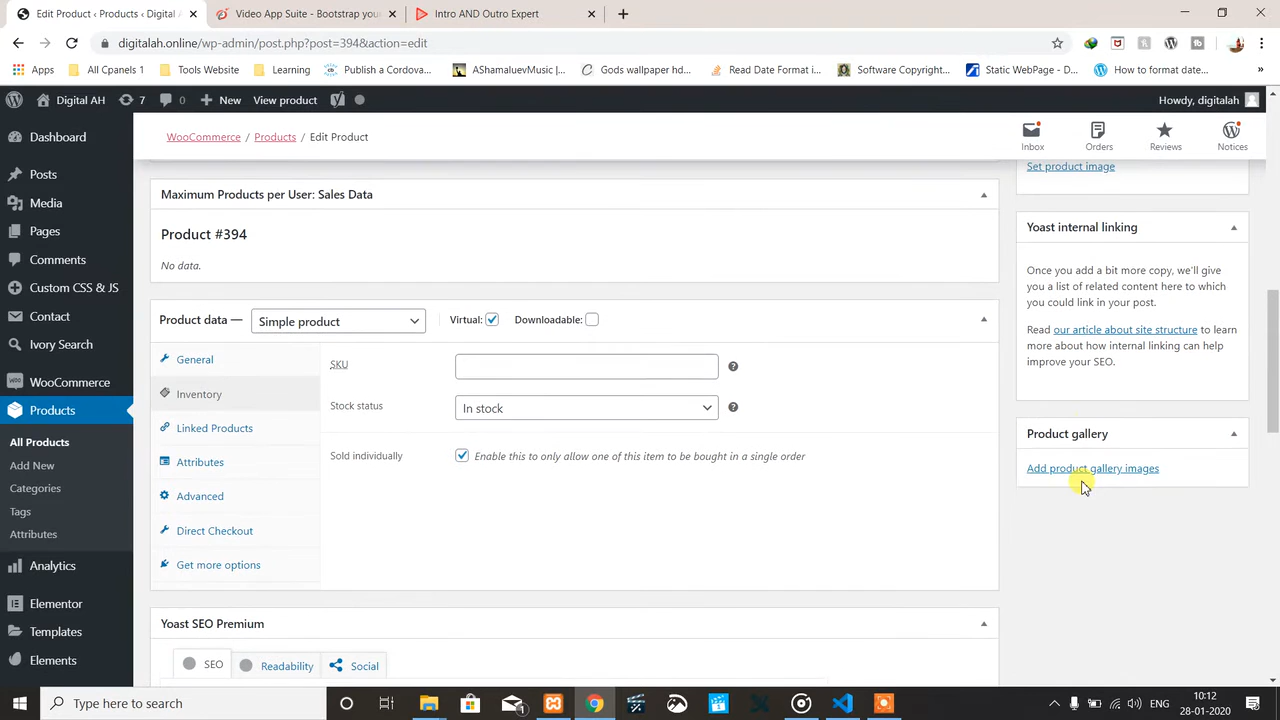 Edit Product ‹ Products ‹ Digital A
Video App Suite - Bootstrap you
Intro AND Outro Expert
digitalah.online/wp-admin/post.php?post=394&action=edit
Apps
All Cpanels 1
Tools Website
Learning
Publish a Cordova...
AShamaluevMusic |...
Gods wallpaper hd...
Read Date Format i...
Software Copyright...
Static WebPage - D...
How to format date...
»
Digital AH
7
0
New
View product
Howdy, digitalah
Dashboard
Posts
Media
Pages
Comments
Custom CSS & JS
Contact
Ivory Search
WooCommerce
Products
All Products
Add New
Categories
Tags
Attributes
Analytics
Elementor
Templates
Elements
WooCommerce / Products / Edit Product
Inbox
Orders
Reviews
Notices
Maximum Products per User: Sales Data
Product #394
No data.
Product data —
Simple product
Virtual:
Downloadable:
General
Inventory
Linked Products
Attributes
Advanced
Direct Checkout
Get more options
SKU
Stock status
In stock
Sold individually
Enable this to only allow one of this item to be bought in a single order
Yoast SEO Premium
SEO
Readability
Social
Set product image
Yoast internal linking
Once you add a bit more copy, we'll give
you a list of related content here to which
you could link in your post.
Read our article about site structure to learn
more about how internal linking can help
improve your SEO.
Product gallery
Add product gallery images
Type here to search
ENG
10:12
28-01-2020